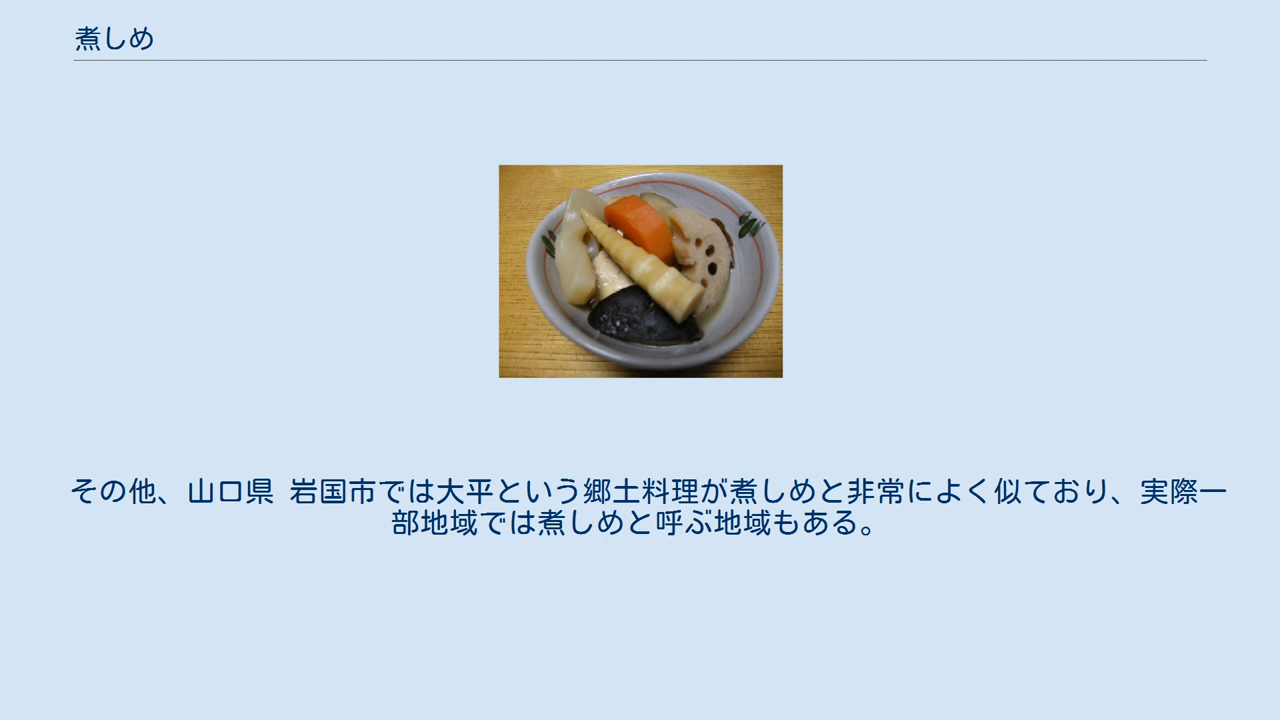 煮しめ
その他、山口県 岩国市では大平という郷土料理が煮しめと非常によく似ており、実際一
部地域では煮しめと呼ぶ地域もある。